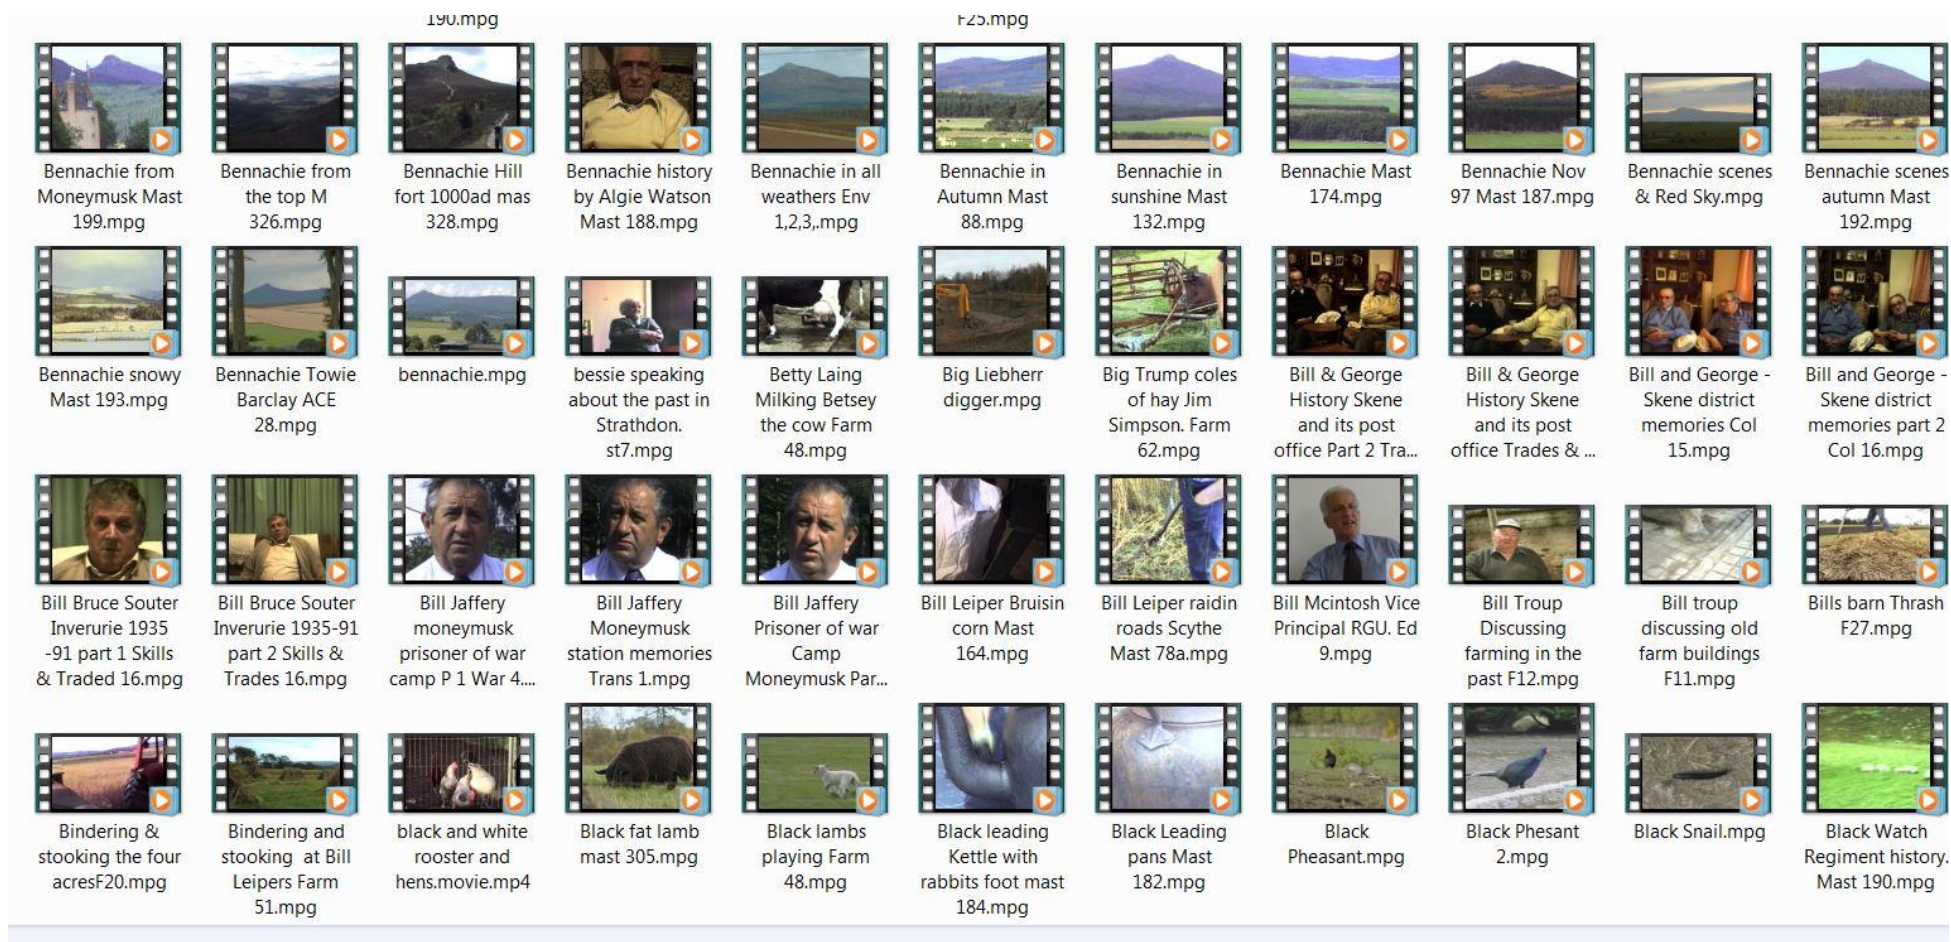 190.mpg
F25.mpg
Bennachie from
Moneymusk Mast
199.mpg
Bennachie from
the top M
326.mpg
Bennachie Hill
fort 1000ad mas
328.mpg
Bennachie history
by Algie Watson
Mast 188.mpg
Bennachie in all
weathers Env
1,2,3,.mpg
Bennachie in
Autumn Mast
88.mpg
Bennachie in
sunshine Mast
132.mpg
Bennachie Mast
174.mpg
Bennachie Nov
97 Mast 187.mpg
Bennachie scenes
& Red Sky.mpg
Bennachie scenes
autumn Mast
192.mpg
Bennachie snowy
Mast 193.mpg
Bennachie Towie
Barclay ACE
28.mpg
bennachie.mpg
bessie speaking
about the past in
Strathdon.
st7.mpg
Betty Laing
Milking Betsey
the cow Farm
48.mpg
Big Liebherr
digger.mpg
Big Trump coles
of hay Jim
Simpson. Farm
62.mpg
Bill & George
History Skene
and its post
office Part 2 Tra...
Bill & George
History Skene
and its post
office Trades & ...
Bill and George -
Skene district
memories Col
15.mpg
Bill and George -
Skene district
memories part 2
Col 16.mpg
Bill Bruce Souter
Inverurie 1935
-91 part 1 Skills
& Traded 16.mpg
Bill Bruce Souter
Inverurie 1935-91
part 2 Skills &
Trades 16.mpg
Bill Jaffery
moneymusk
prisoner of war
camp P 1 War 4....
Bill Jaffery
Moneymusk
station memories
Trans 1.mpg
Bill Jaffery
Prisoner of war
Camp
Moneymusk Par...
Bill Leiper Bruisin
corn Mast
164.mpg
Bill Leiper raidin
roads Scythe
Mast 78a.mpg
Bill Mcintosh Vice
Principal RGU. Ed
9.mpg
Bill Troup
Discussing
farming in the
past F12.mpg
Bill troup
discussing old
farm buildings
F11.mpg
Bills barn Thrash
F27.mpg
Bindering &
stooking the four
acresF20.mpg
Bindering and
stooking  at Bill
Leipers Farm
51.mpg
black and white
rooster and
hens.movie.mp4
Black fat lamb
mast 305.mpg
Black lambs
playing Farm
48.mpg
Black leading
Kettle with
rabbits foot mast
184.mpg
Black Leading
pans Mast
182.mpg
Black
Pheasant.mpg
Black Phesant
2.mpg
Black Snail.mpg
Black Watch
Regiment history.
Mast 190.mpg